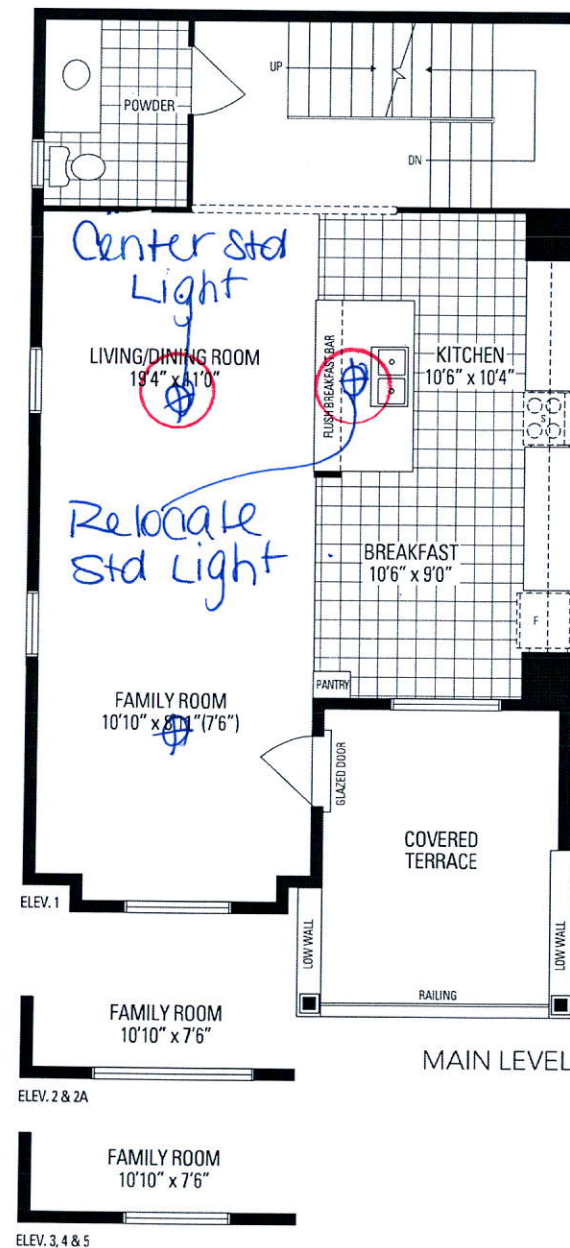 UP
POWDER
DN
Center Std
Light
LIVING/DINING ROOM
19'4" x 11'0"
FLUSH BREAKFAST BAR
KITCHEN
10'6" x 10'4"
S
Relocate
Std Light
BREAKFAST
10'6" x 9'0"
F
PANTRY
FAMILY ROOM
10'10" x 8'11"(7'6")
GLAZED DOOR
COVERED
TERRACE
ELEV. 1
LOW WALL
LOW WALL
RAILING
FAMILY ROOM
10'10" x 7'6"
MAIN LEVEL
ELEV. 2 & 2A
FAMILY ROOM
10'10" x 7'6"
ELEV. 3, 4 & 5